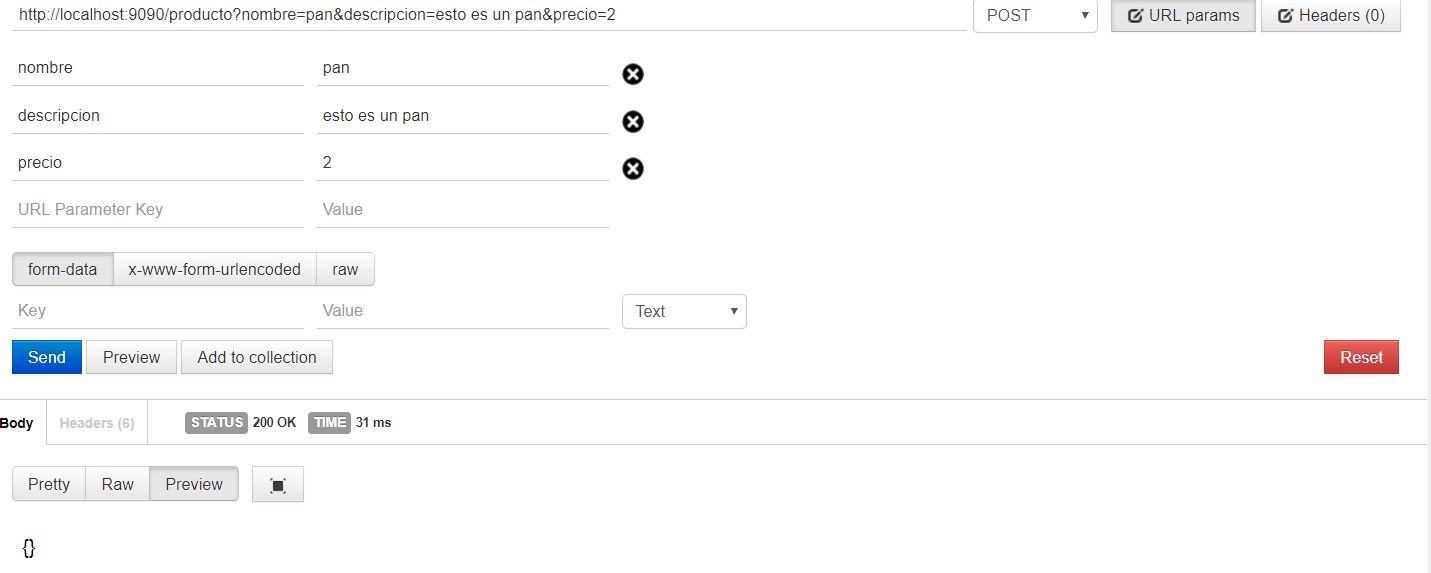 http://localhost:9090/producto?nombre=pan&descripcion=esto es un pan&precio=2 POST URL params Headers (0)
nombre pan
descripcion esto es un pan
precio 2
URL Parameter Key Value
form-data x-www-form-urlencoded raw
Key Value Text
Send Preview Add to collection Reset
Body Headers (6) STATUS 200 OK TIME 31 ms
Pretty Raw Preview
{}